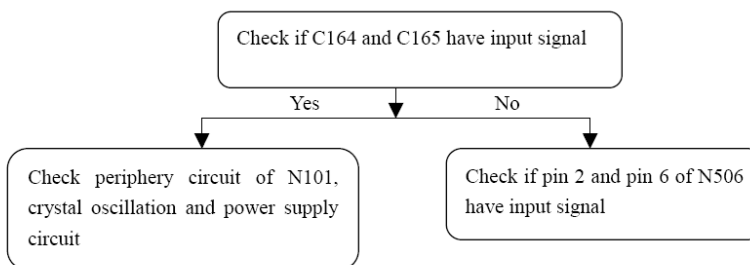 Check if C164 and C165 have input signal
Yes
No
Check periphery circuit of N101,
crystal oscillation and power supply
circuit
Check if pin 2 and pin 6 of N506
have input signal